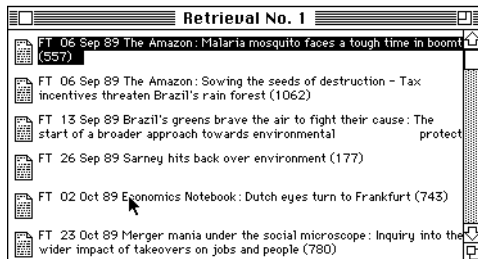 Retrieval No. 1
FT 06 Sep 89 The Amazon: Malaria mosquito faces a tough time in boomt
(557)
FT 06 Sep 89 The Amazon: Sowing the seeds of destruction - Tax
incentives threaten Brazil's rain forest (1062)
FT 13 Sep 89 Brazil's greens brave the air to fight their cause: The
start of a broader approach towards environmental protect
FT 26 Sep 89 Sarney hits back over environment (177)
FT 02 Oct 89 Economics Notebook: Dutch eyes turn to Frankfurt (743)
FT 23 Oct 89 Merger mania under the social microscope: Inquiry into the
wider impact of takeovers on jobs and people (780)